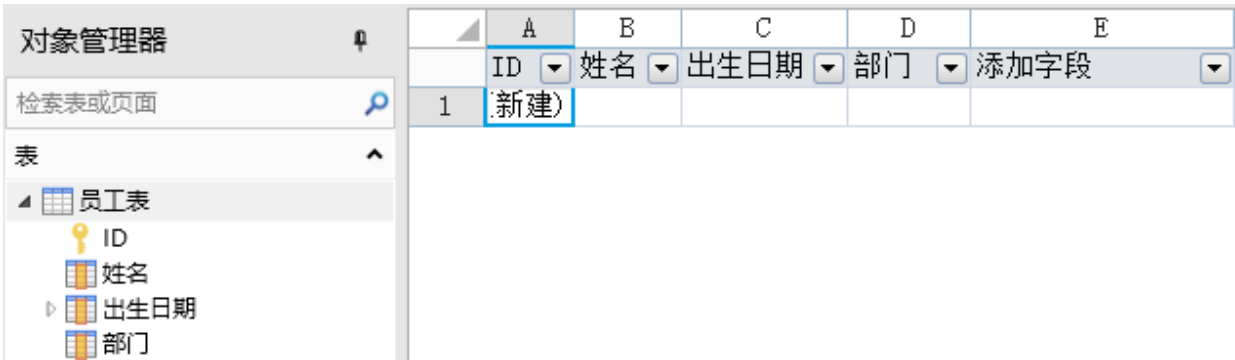 对象管理器
检索表或页面
表
员工表
ID
姓名
出生日期
部门
A B C D E
ID 姓名 出生日期 部门 添加字段
1 新建)